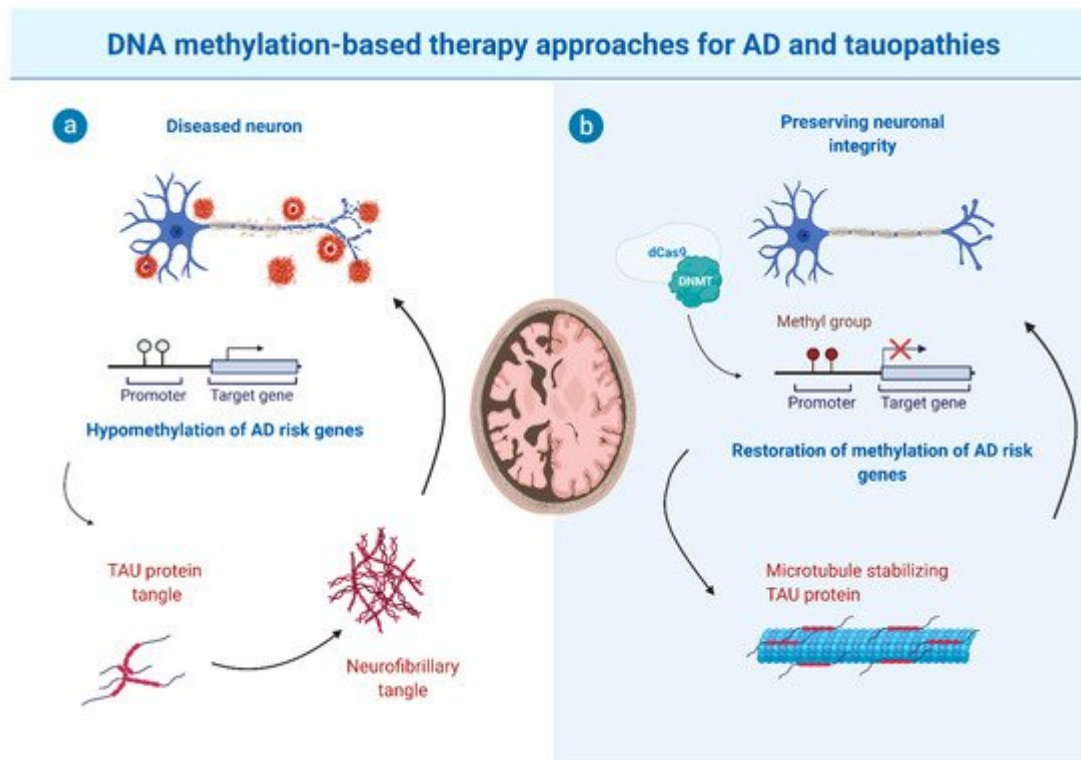 DNA methylation-based therapy approaches for AD and tauopathies
a
Diseased neuron
Promoter
Target gene
Hypomethylation of AD risk genes
TAU protein
tangle
Neurofibrillary
tangle
b
Preserving neuronal
integrity
dCas9
DNMT
Methyl group
Promoter
Target gene
Restoration of methylation of AD risk
genes
Microtubule stabilizing
TAU protein